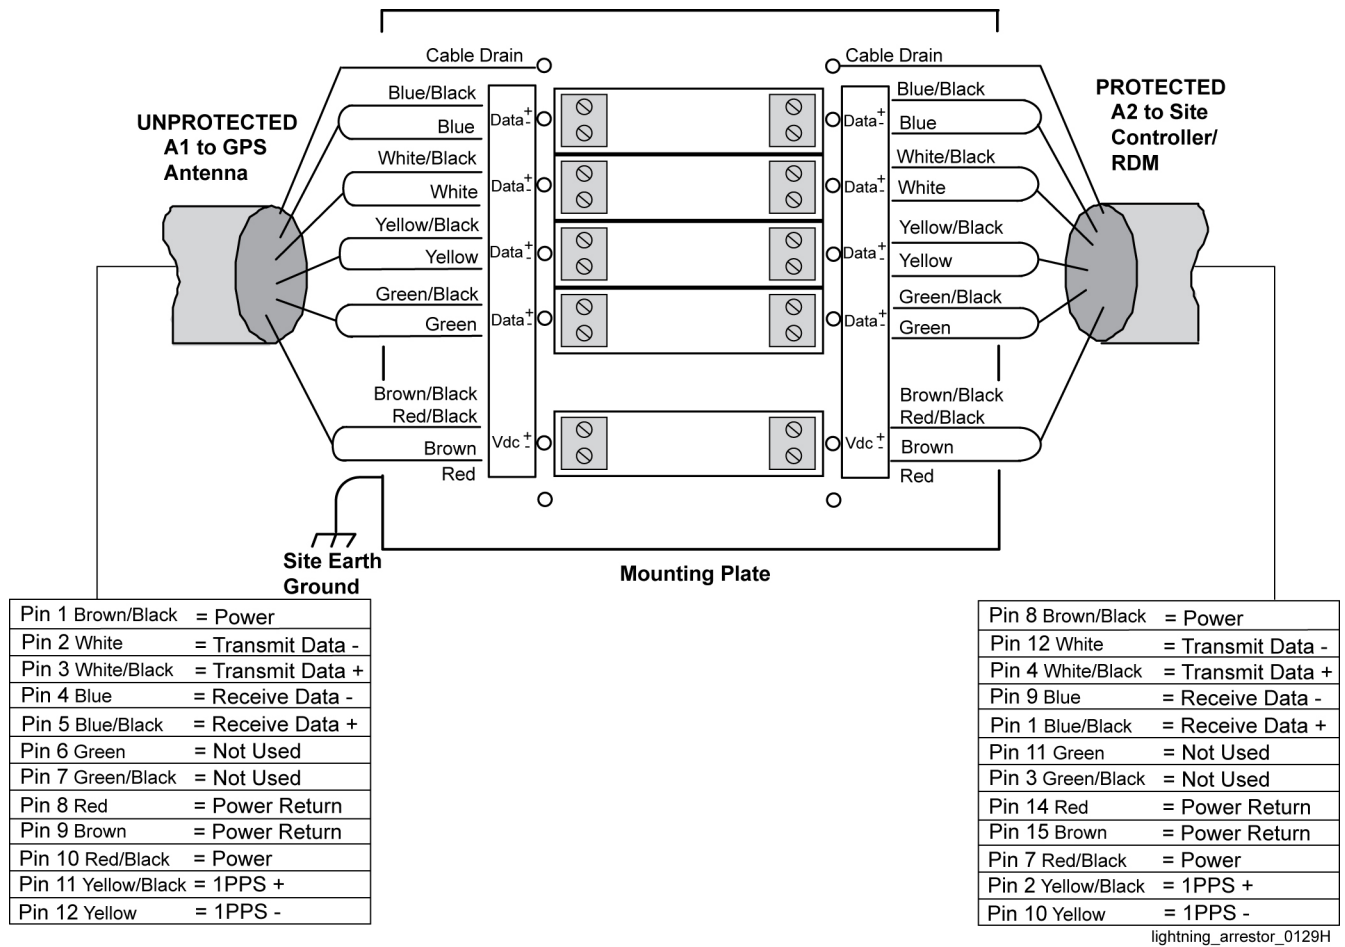 Cable Drain
Blue/Black
Blue
White/Black
White
Yellow/Black
Yellow
Green/Black
Green
Brown/Black
Red/Black
Brown
Red
UNPROTECTED
A1 to GPS
Antenna
Data + -
Data + -
Data + -
Data + -
Vdc + -
Data + -
Data + -
Data + -
Data + -
Vdc + -
Cable Drain
Blue/Black
Blue
White/Black
White
Yellow/Black
Yellow
Green/Black
Green
Brown/Black
Red/Black
Brown
Red
PROTECTED
A2 to Site
Controller/
RDM
Site Earth
Ground
Mounting Plate
Pin 1 Brown/Black = Power
Pin 2 White = Transmit Data -
Pin 3 White/Black = Transmit Data +
Pin 4 Blue = Receive Data -
Pin 5 Blue/Black = Receive Data +
Pin 6 Green = Not Used
Pin 7 Green/Black = Not Used
Pin 8 Red = Power Return
Pin 9 Brown = Power Return
Pin 10 Red/Black = Power
Pin 11 Yellow/Black = 1PPS +
Pin 12 Yellow = 1PPS -
Pin 8 Brown/Black = Power
Pin 12 White = Transmit Data -
Pin 4 White/Black = Transmit Data +
Pin 9 Blue = Receive Data -
Pin 1 Blue/Black = Receive Data +
Pin 11 Green = Not Used
Pin 3 Green/Black = Not Used
Pin 14 Red = Power Return
Pin 15 Brown = Power Return
Pin 7 Red/Black = Power
Pin 2 Yellow/Black = 1PPS +
Pin 10 Yellow = 1PPS -
lightning_arrestor_0129H